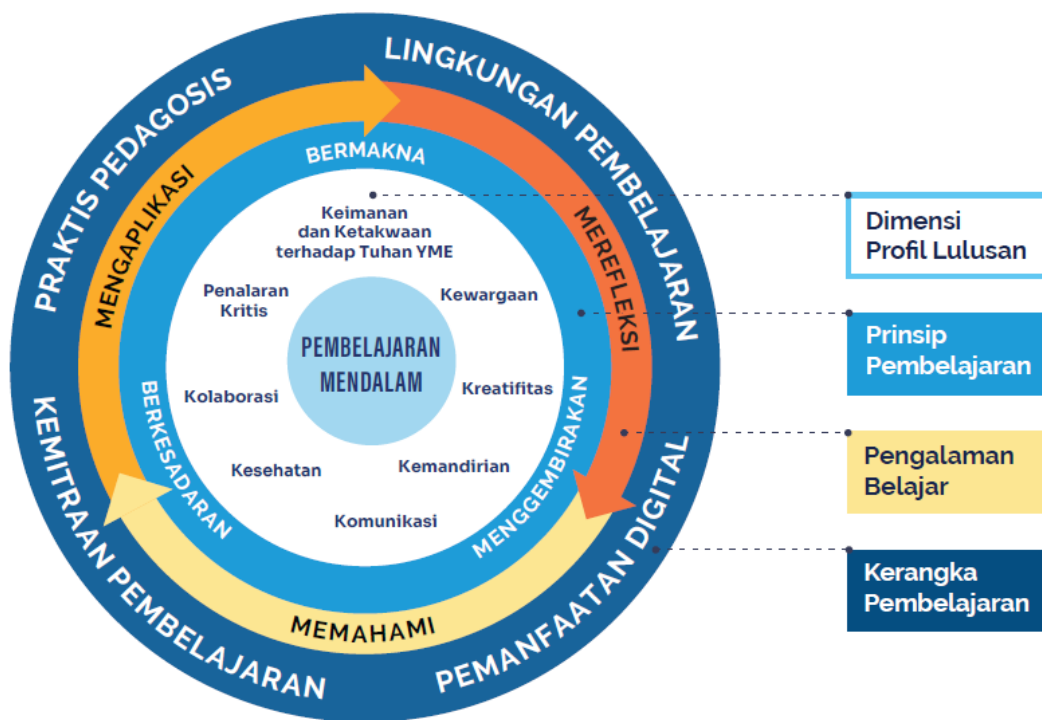 PRAKTIS PEDAGOSIS
LINGKUNGAN PEMBELAJARAN
KEMITRAAN PEMBELAJARAN
PEMANFAATAN DIGITAL
MENGAPLIKASI
MEREFLEKSI
MEMAHAMI
BERMAKNA
BERKESADARAN
MENGGEMBIRAKAN
Keimanan
dan Ketakwaan
terhadap Tuhan YME
Penalaran
Kritis
Kewargaan
Kolaborasi
Kreatifitas
Kesehatan
Kemandirian
Komunikasi
PEMBELAJARAN
MENDALAM
Dimensi
Profil Lulusan
Prinsip
Pembelajaran
Pengalaman
Belajar
Kerangka
Pembelajaran